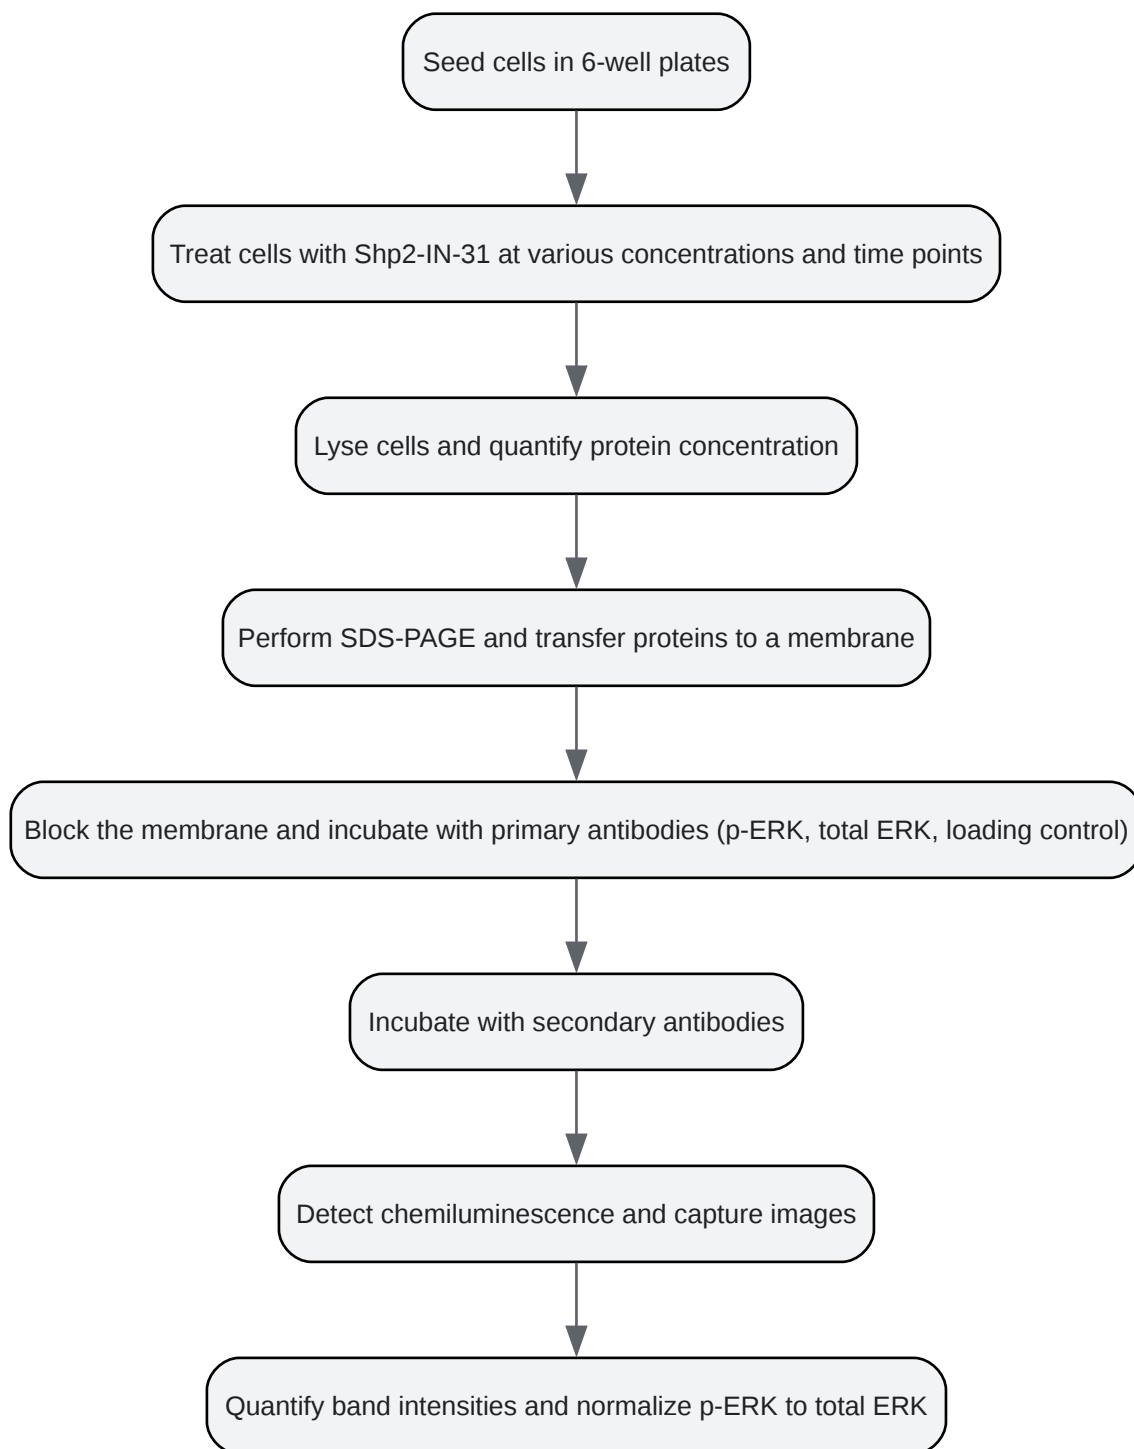 Seed cells in 6-well plates
Treat cells with Shp2-IN-31 at various concentrations and time points
Lyse cells and quantify protein concentration
Perform SDS-PAGE and transfer proteins to a membrane
Block the membrane and incubate with primary antibodies (p-ERK, total ERK, loading control)
Incubate with secondary antibodies
Detect chemiluminescence and capture images
Quantify band intensities and normalize p-ERK to total ERK